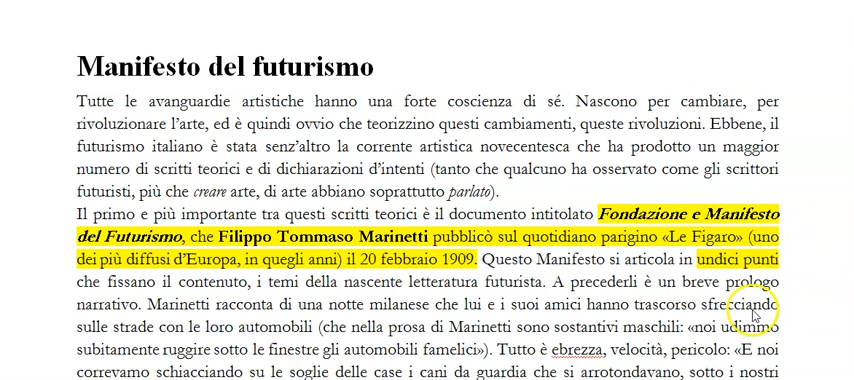 Manifesto del futurismo
Tutte le avanguardie artistiche hanno una forte coscienza di sé. Nascono per cambiare, per
rivoluzionare l'arte, ed è quindi ovvio che teorizzino questi cambiamenti, queste rivoluzioni. Ebbene, il
futurismo italiano è stata senz'altro la corrente artistica novecentesca che ha prodotto un maggior
numero di scritti teorici e di dichiarazioni d'intenti (tanto che qualcuno ha osservato come gli scrittori
futuristi, più che creare arte, di arte abbiano soprattutto parlato).
Il primo e più importante tra questi scritti teorici è il documento intitolato Fondazione e Manifesto
del Futurismo, che Filippo Tommaso Marinetti pubblicò sul quotidiano parigino «Le Figaro» (uno
dei più diffusi d'Europa, in quegli anni) il 20 febbraio 1909. Questo Manifesto si articola in undici punti
che fissano il contenuto, i temi della nascente letteratura futurista. A precederli è un breve prologo
narrativo. Marinetti racconta di una notte milanese che lui e i suoi amici hanno trascorso sfrecciando
sulle strade con le loro automobili (che nella prosa di Marinetti sono sostantivi maschili: «noi udimmo
subitamente ruggire sotto le finestre gli automobili famelici»). Tutto è ebrezza, velocità, pericolo: «E noi
correvamo schiacciando su le soglie delle case i cani da guardia che si arrotondavano, sotto i nostri